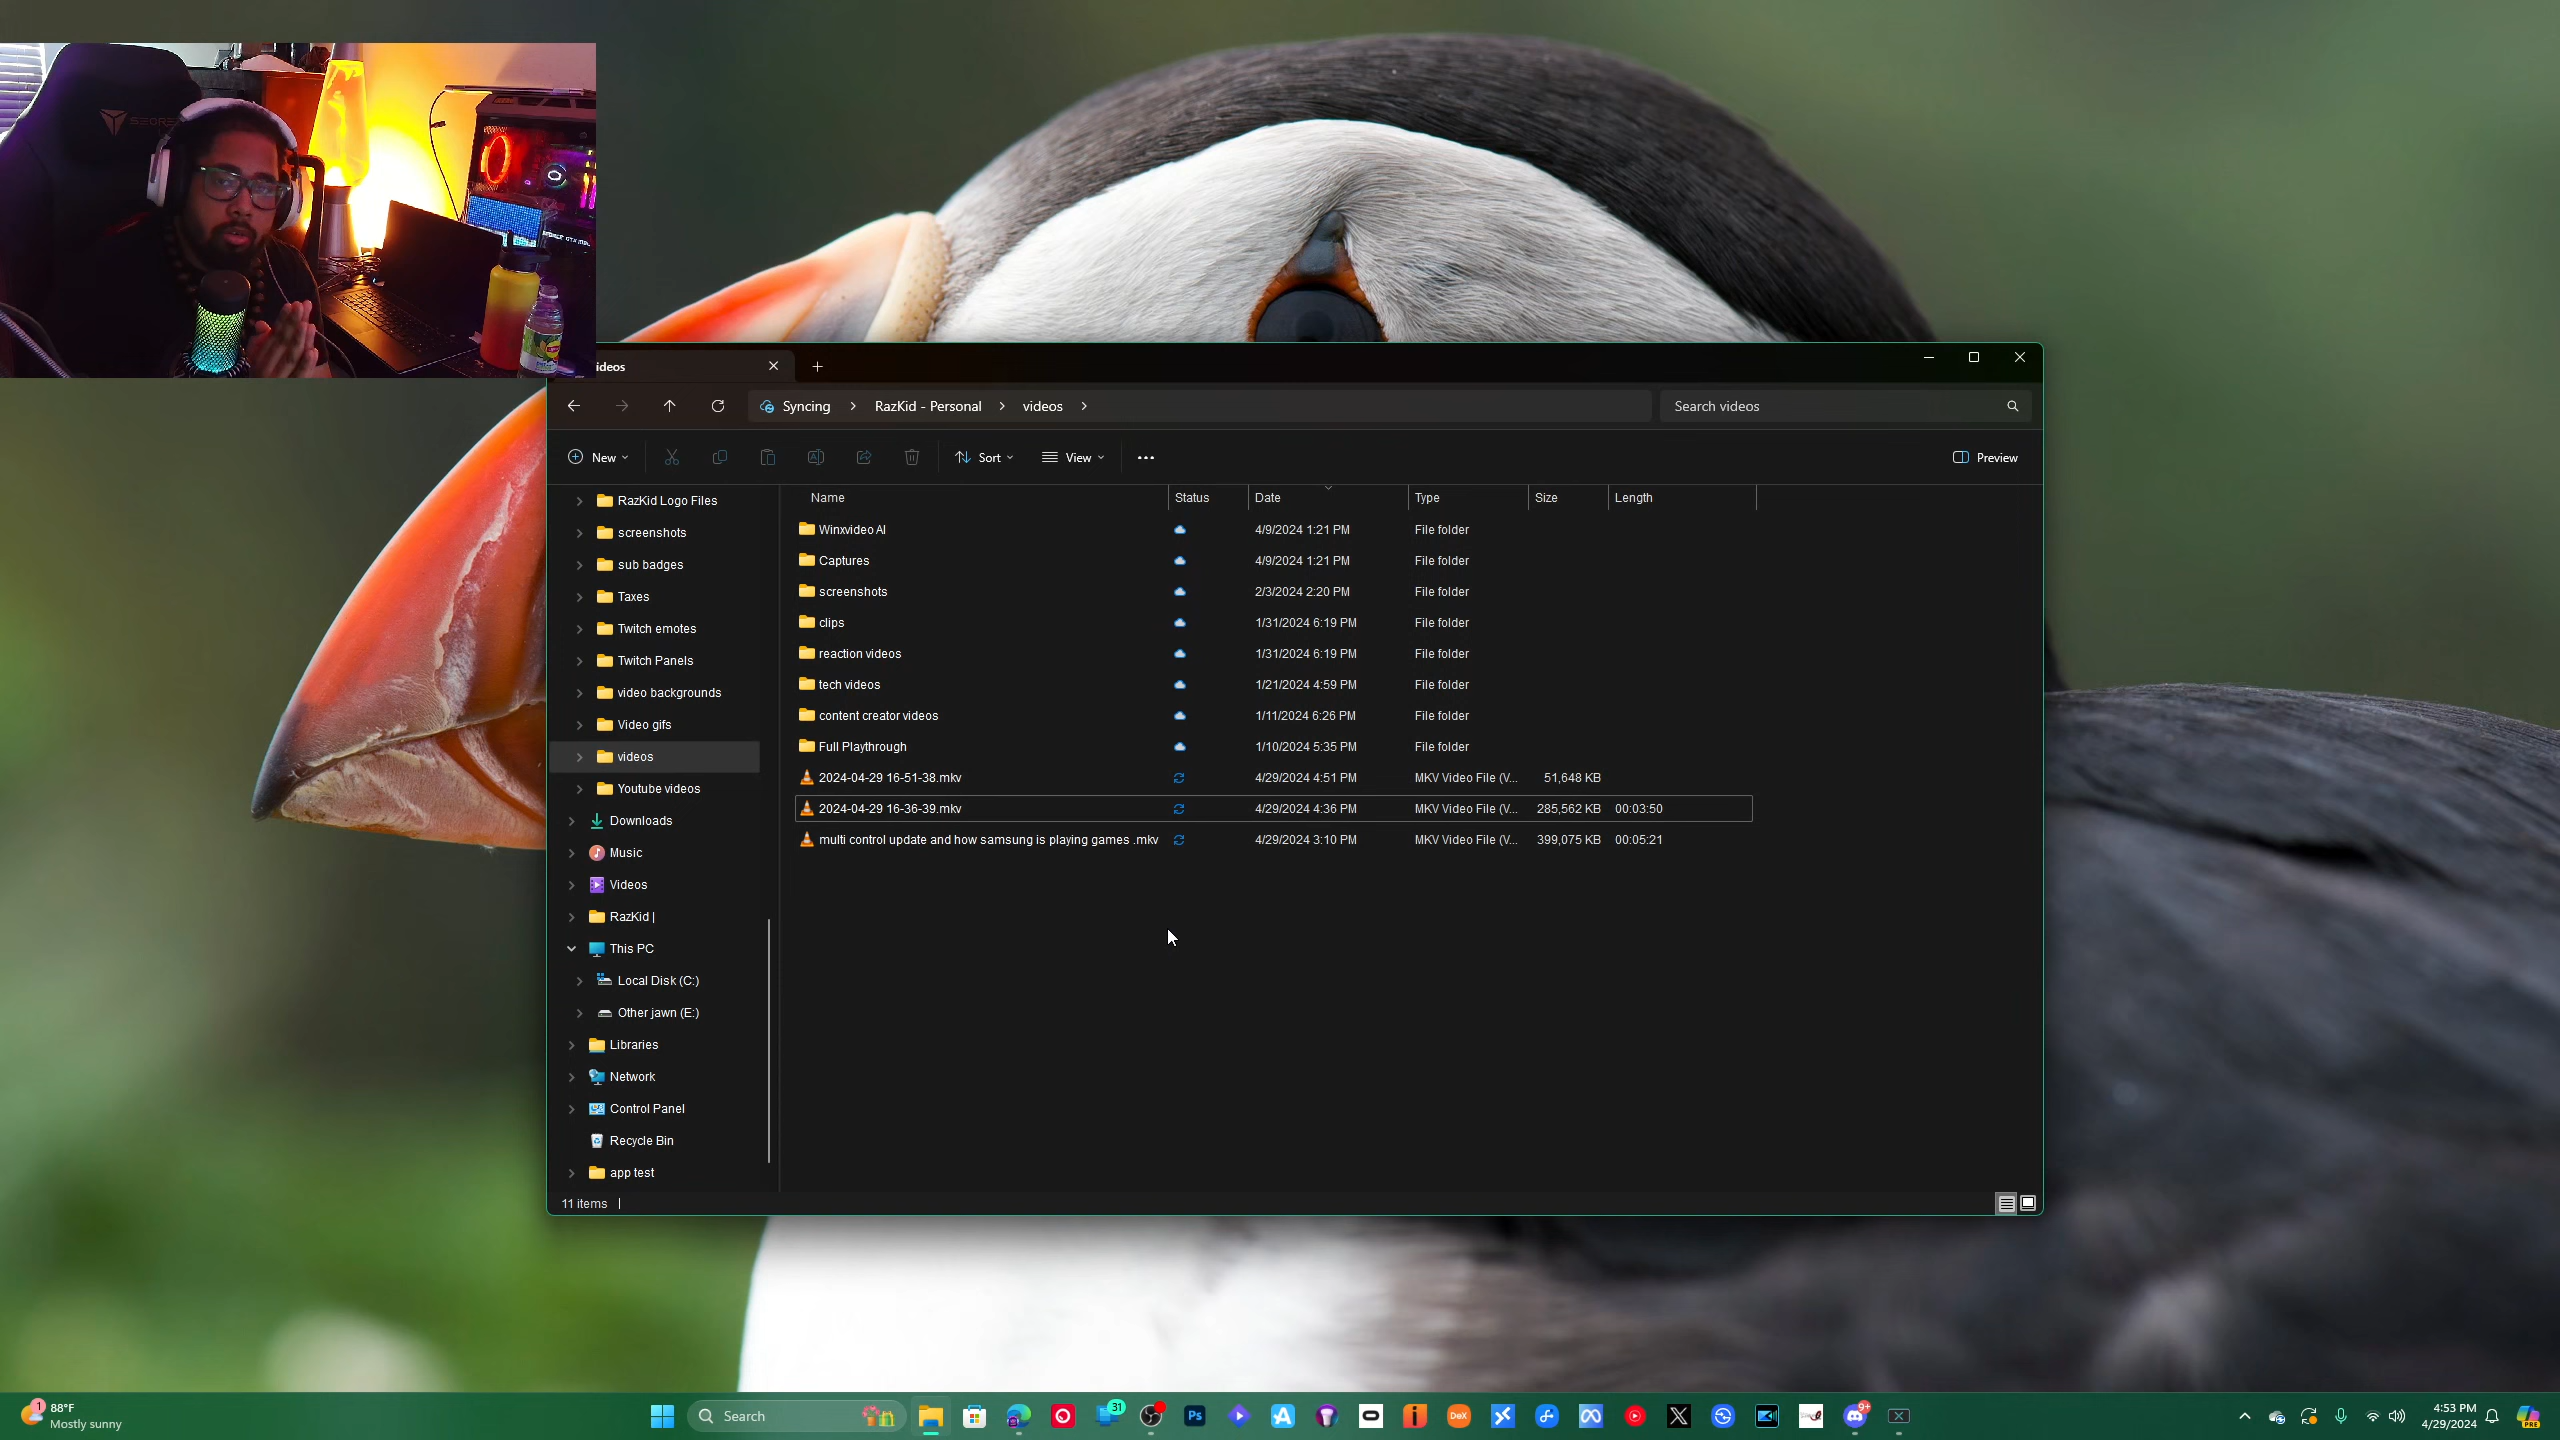 ideos
Syncing > RazKid - Personal > videos >
Search videos
New
Sort
View
Preview
RazKid Logo Files
screenshots
sub badges
Taxes
Twitch emotes
Twitch Panels
video backgrounds
Video gifs
videos
Youtube videos
Downloads
Music
Videos
RazKid |
This PC
Local Disk (C:)
Other jawn (E:)
Libraries
Network
Control Panel
Recycle Bin
app test
Name Status Date Type Size Length
Winxvideo AI 4/9/2024 1:21 PM File folder
Captures 4/9/2024 1:21 PM File folder
screenshots 2/3/2024 2:20 PM File folder
clips 1/31/2024 6:19 PM File folder
reaction videos 1/31/2024 6:19 PM File folder
tech videos 1/21/2024 4:59 PM File folder
content creator videos 1/11/2024 6:26 PM File folder
Full Playthrough 1/10/2024 5:35 PM File folder
2024-04-29 16-51-38.mkv 4/29/2024 4:51 PM MKV Video File (V... 51,648 KB
2024-04-29 16-36-39.mkv 4/29/2024 4:36 PM MKV Video File (V... 285,562 KB 00:03:50
multi control update and how samsung is playing games .mkv 4/29/2024 3:10 PM MKV Video File (V... 399,075 KB 00:05:21
11 items |
1
88°F
Mostly sunny
Search
31
Ps
DeX
9+
4:53 PM
4/29/2024
PRE